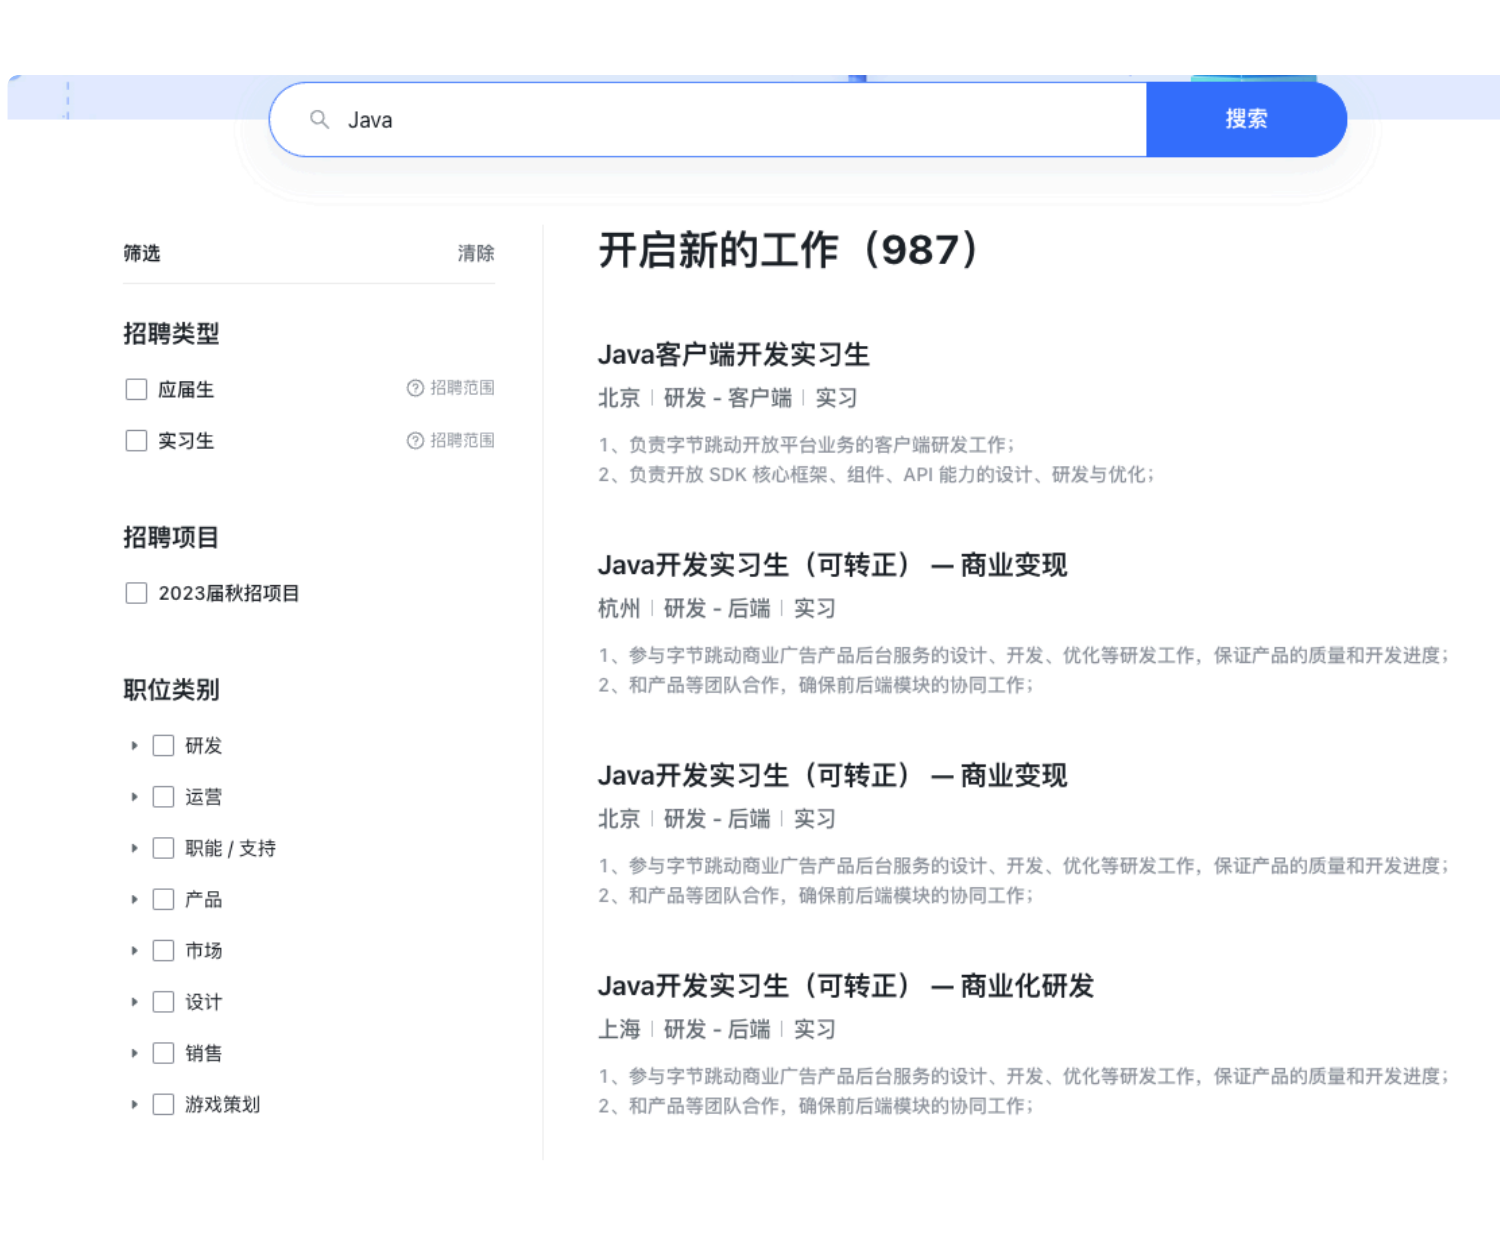 Java
搜索
筛选
清除
招聘类型
应届生
招聘范围
实习生
招聘范围
招聘项目
2023届秋招项目
职位类别
研发
运营
职能 / 支持
产品
市场
设计
销售
游戏策划
开启新的工作（987）
Java客户端开发实习生
北京 | 研发 - 客户端 | 实习
1、负责字节跳动开放平台业务的客户端研发工作；
2、负责开放 SDK 核心框架、组件、API 能力的设计、研发与优化；
Java开发实习生（可转正） — 商业变现
杭州 | 研发 - 后端 | 实习
1、参与字节跳动商业广告产品后台服务的设计、开发、优化等研发工作，保证产品的质量和开发进度；
2、和产品等团队合作，确保前后端模块的协同工作；
Java开发实习生（可转正） — 商业变现
北京 | 研发 - 后端 | 实习
1、参与字节跳动商业广告产品后台服务的设计、开发、优化等研发工作，保证产品的质量和开发进度；
2、和产品等团队合作，确保前后端模块的协同工作；
Java开发实习生（可转正） — 商业化研发
上海 | 研发 - 后端 | 实习
1、参与字节跳动商业广告产品后台服务的设计、开发、优化等研发工作，保证产品的质量和开发进度；
2、和产品等团队合作，确保前后端模块的协同工作；